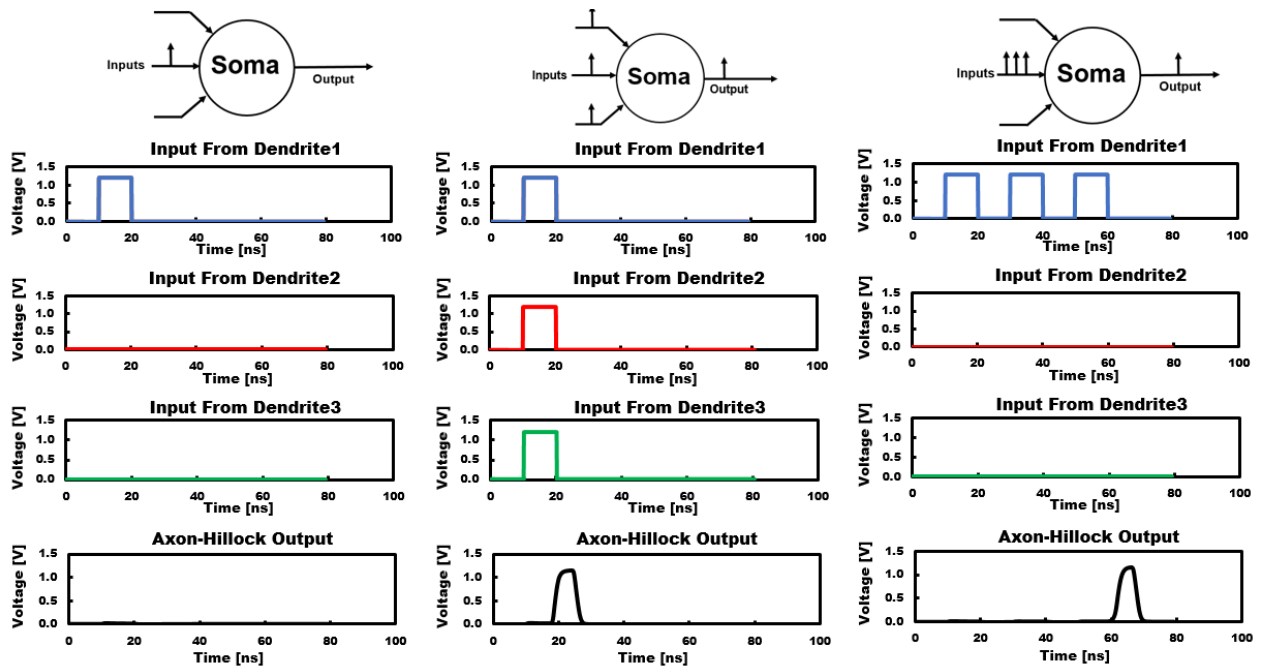 Inputs
Soma
Output
Input From Dendrite1
Voltage [V]
1.5
1.0
0.5
0.0
0 20 40 60 80 100
Time [ns]
Input From Dendrite2
Voltage [V]
1.5
1.0
0.5
0.0
0 20 40 60 80 100
Time [ns]
Input From Dendrite3
Voltage [V]
1.5
1.0
0.5
0.0
0 20 40 60 80 100
Time [ns]
Axon-Hillock Output
Voltage [V]
1.5
1.0
0.5
0.0
0 20 40 60 80 100
Time [ns]
Inputs
Soma
Output
Input From Dendrite1
Voltage [V]
1.5
1.0
0.5
0.0
0 20 40 60 80 100
Time [ns]
Input From Dendrite2
Voltage [V]
1.5
1.0
0.5
0.0
0 20 40 60 80 100
Time [ns]
Input From Dendrite3
Voltage [V]
1.5
1.0
0.5
0.0
0 20 40 60 80 100
Time [ns]
Axon-Hillock Output
Voltage [V]
1.5
1.0
0.5
0.0
0 20 40 60 80 100
Time [ns]
Inputs
Soma
Output
Input From Dendrite1
Voltage [V]
1.5
1.0
0.5
0.0
0 20 40 60 80 100
Time [ns]
Input From Dendrite2
Voltage [V]
1.5
1.0
0.5
0.0
0 20 40 60 80 100
Time [ns]
Input From Dendrite3
Voltage [V]
1.5
1.0
0.5
0.0
0 20 40 60 80 100
Time [ns]
Axon-Hillock Output
Voltage [V]
1.5
1.0
0.5
0.0
0 20 40 60 80 100
Time [ns]